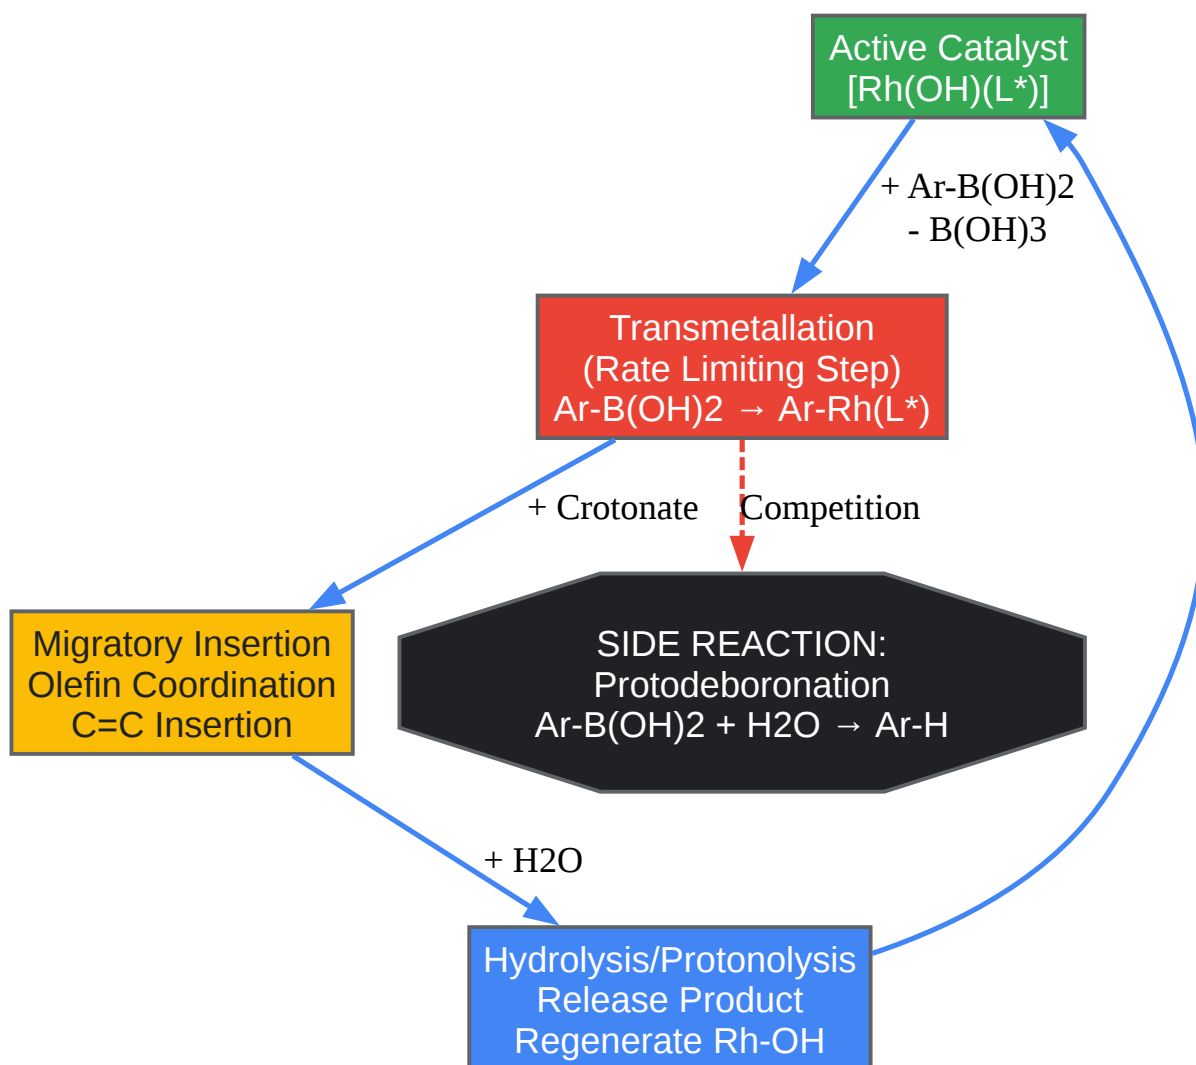 Active Catalyst
[Rh(OH)(L*)]
+ Ar-B(OH)2
- B(OH)3
Transmetallation
(Rate Limiting Step)
Ar-B(OH)2 → Ar-Rh(L*)
+ Crotonate
Competition
Migratory Insertion
Olefin Coordination
C=C Insertion
SIDE REACTION:
Protodeboronation
Ar-B(OH)2 + H2O → Ar-H
+ H2O
Hydrolysis/Protonolysis
Release Product
Regenerate Rh-OH